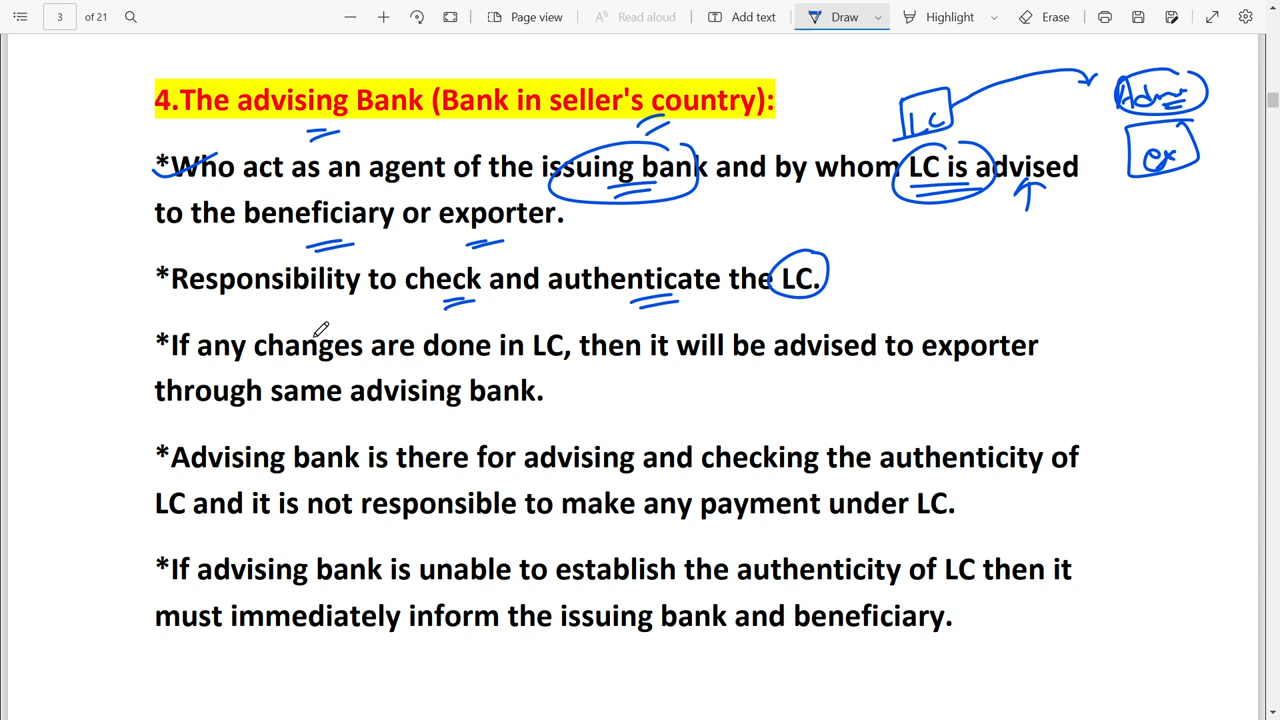 3 of 21 Page view Read aloud Add text Draw Highlight Erase
4.The advising Bank (Bank in seller's country):
LC
*Who act as an agent of the issuing bank and by whom LC is advised
ex
to the beneficiary or exporter.
*Responsibility to check and authenticate the LC.
*If any changes are done in LC, then it will be advised to exporter
through same advising bank.
*Advising bank is there for advising and checking the authenticity of
LC and it is not responsible to make any payment under LC.
*If advising bank is unable to establish the authenticity of LC then it
must immediately inform the issuing bank and beneficiary.